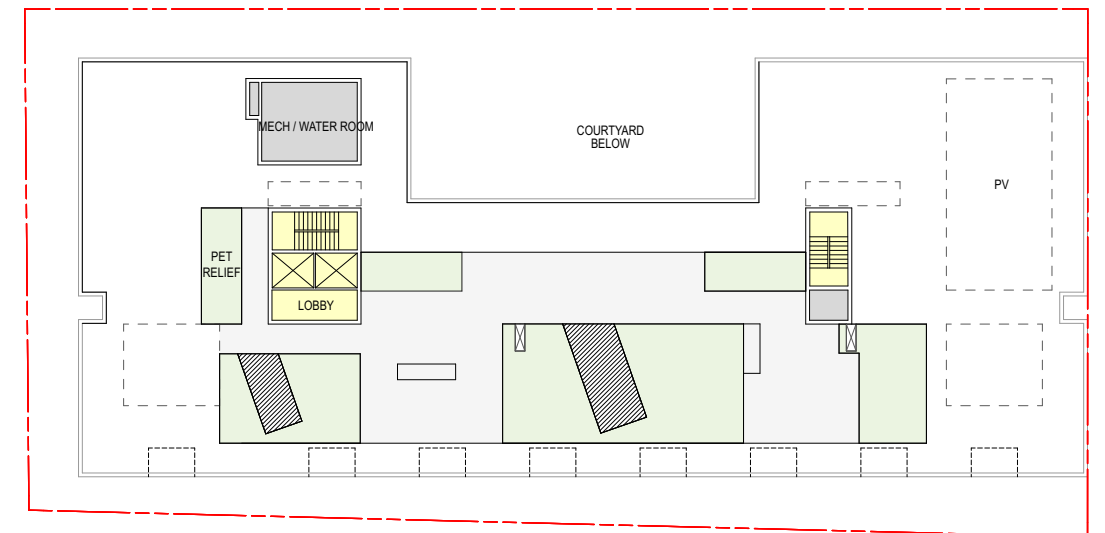 MECH / WATER ROOM
COURTYARD
BELOW
PV
PET
RELIEF
LOBBY